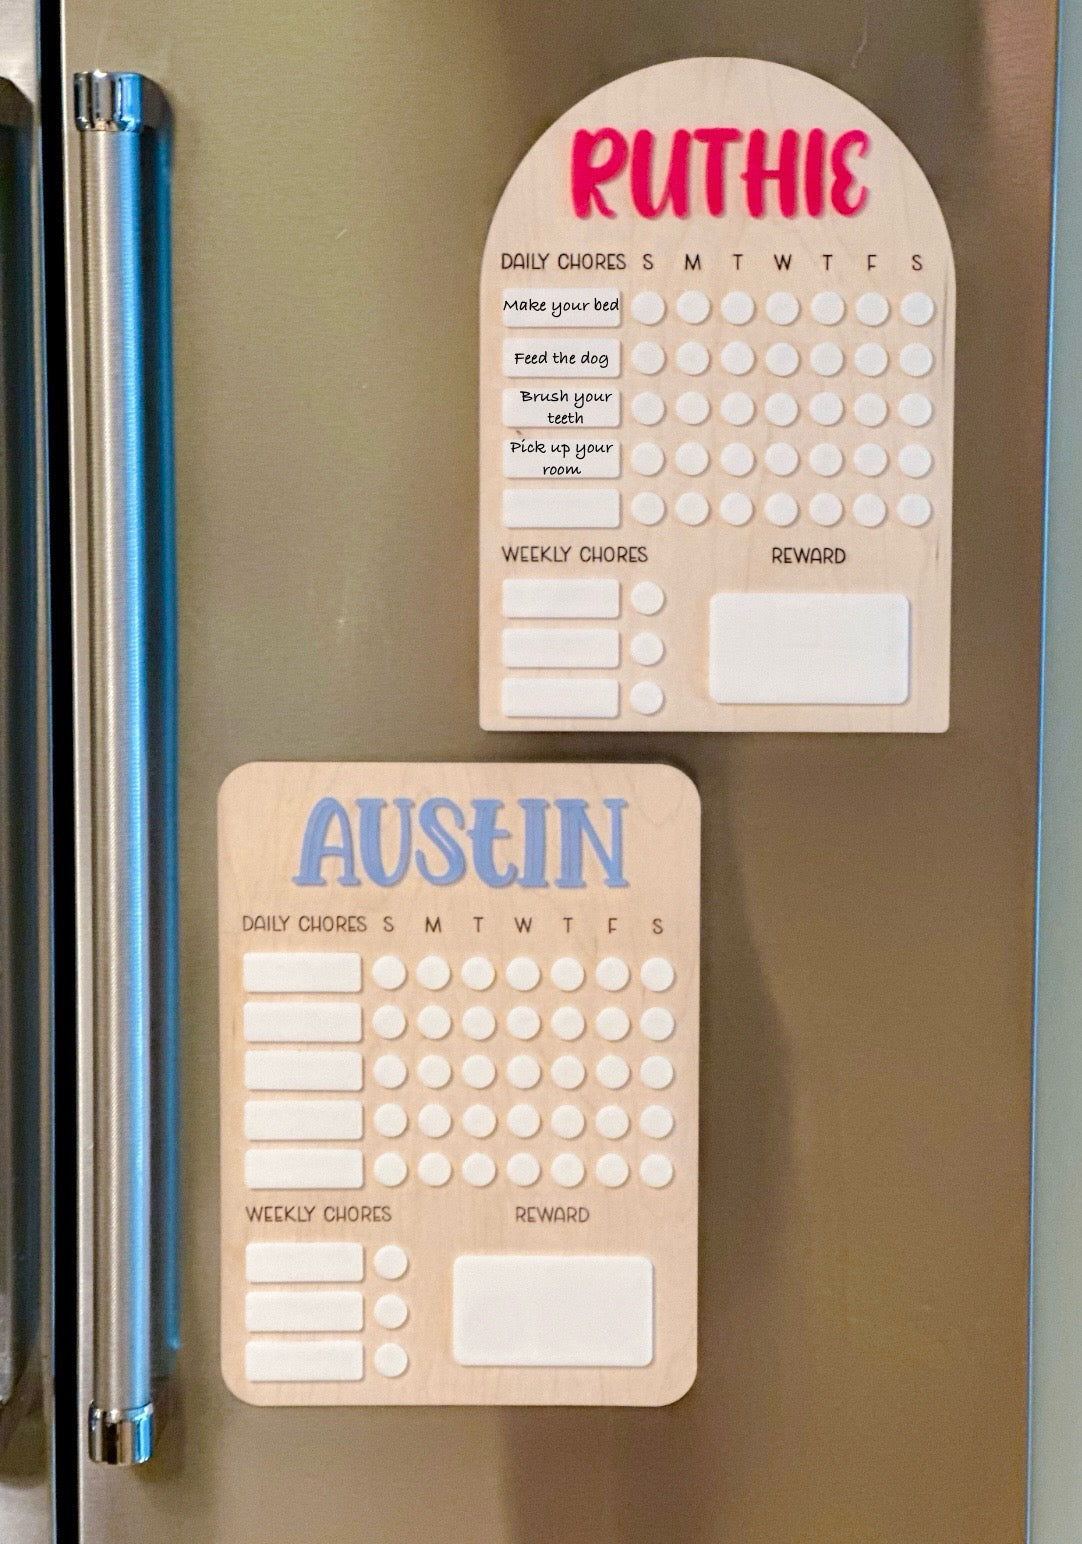 RUTHIE
DAILY CHORES S M T W T F S
Make your bed
Feed the dog
Brush your
teeth
Pick up your
room
WEEKLY CHORES REWARD
AUStIN
DAILY CHORES S M T W T F S
WEEKLY CHORES REWARD